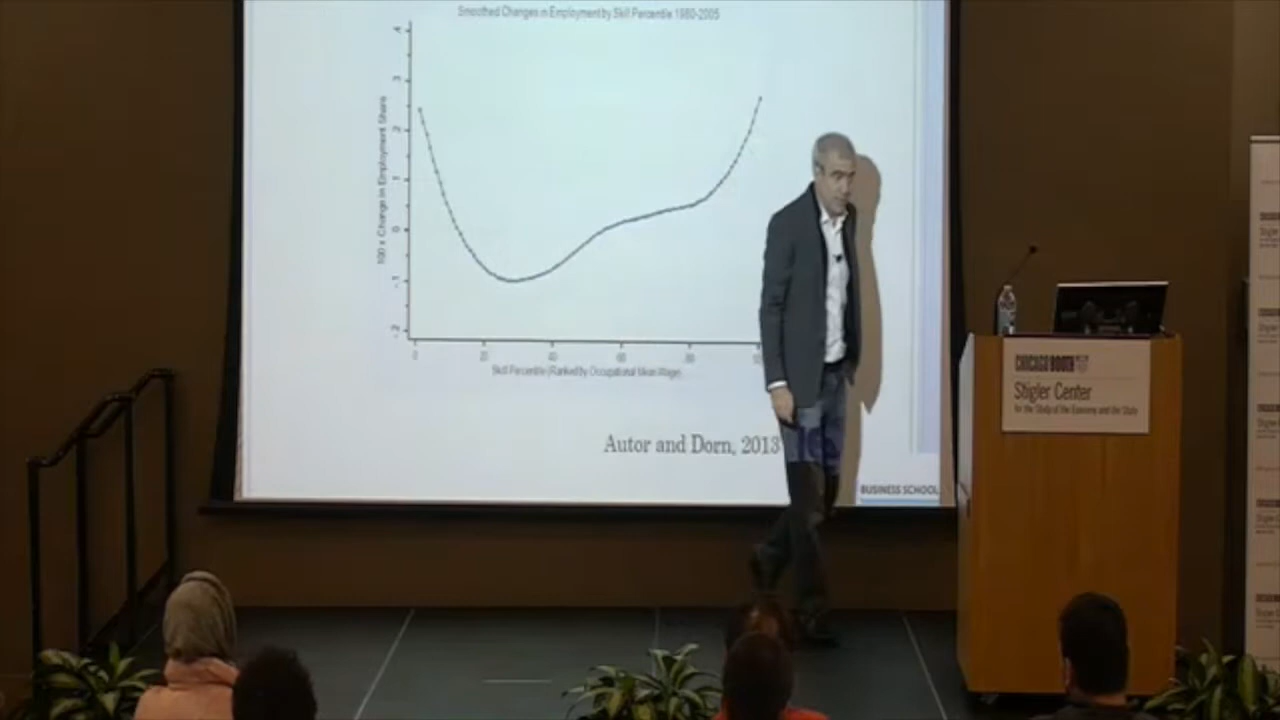 Smoothed Changes in Employment by Skill Percentile 1980-2005
4
3
2
1
0
-1
-2
100 x Change in Employment Share
0 20 40 60 80
Skill Percentile (Ranked by Occupational Mean Wage)
Autor and Dorn, 2013
BUSINESS SCHOOL
CHICAGO BOOTH
Stigler Center
for the Study of the Economy and the State